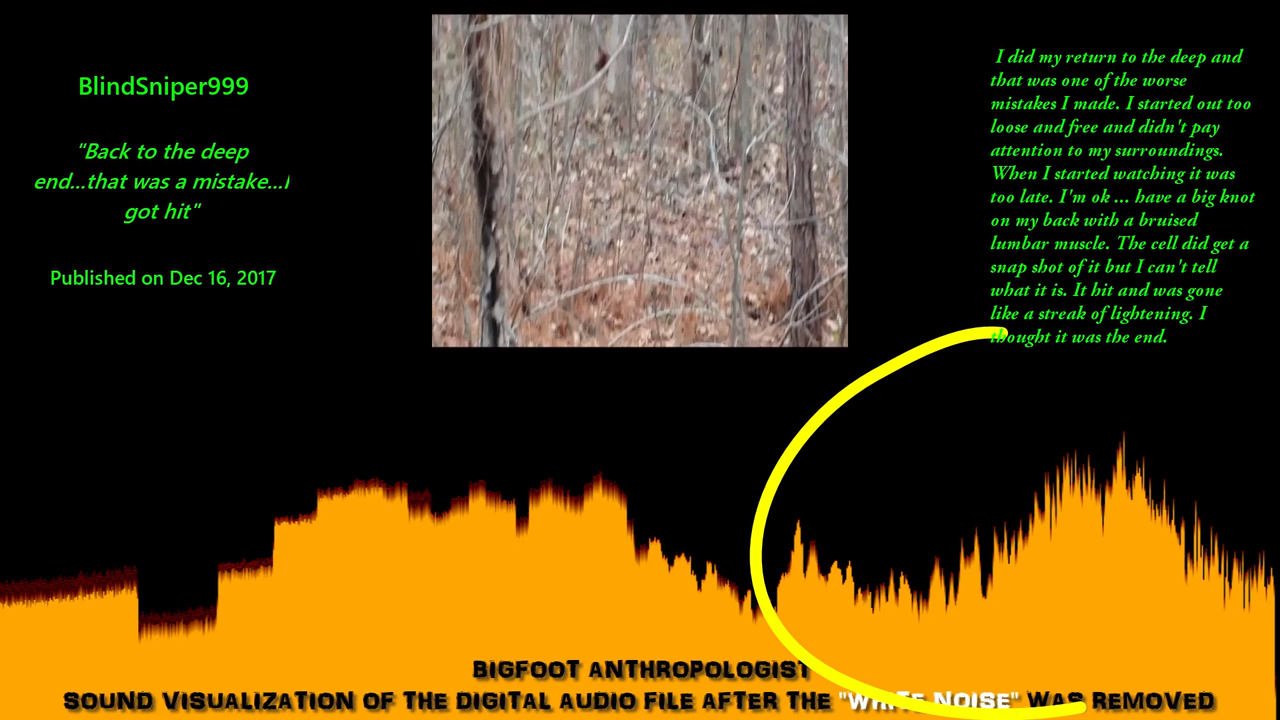 BlindSniper999
"Back to the deep
end...that was a mistake...I
got hit"
Published on Dec 16, 2017
I did my return to the deep and
that was one of the worse
mistakes I made. I started out too
loose and free and didn't pay
attention to my surroundings.
When I started watching it was
too late. I'm ok ... have a big knot
on my back with a bruised
lumbar muscle. The cell did get a
snap shot of it but I can't tell
what it is. It hit and was gone
like a streak of lightening. I
thought it was the end.
BIGFOOT ANTHROPOLOGIST
SOUND VISUALIZATION OF THE DIGITAL AUDIO FILE AFTER THE "WHITE NOISE" WAS REMOVED